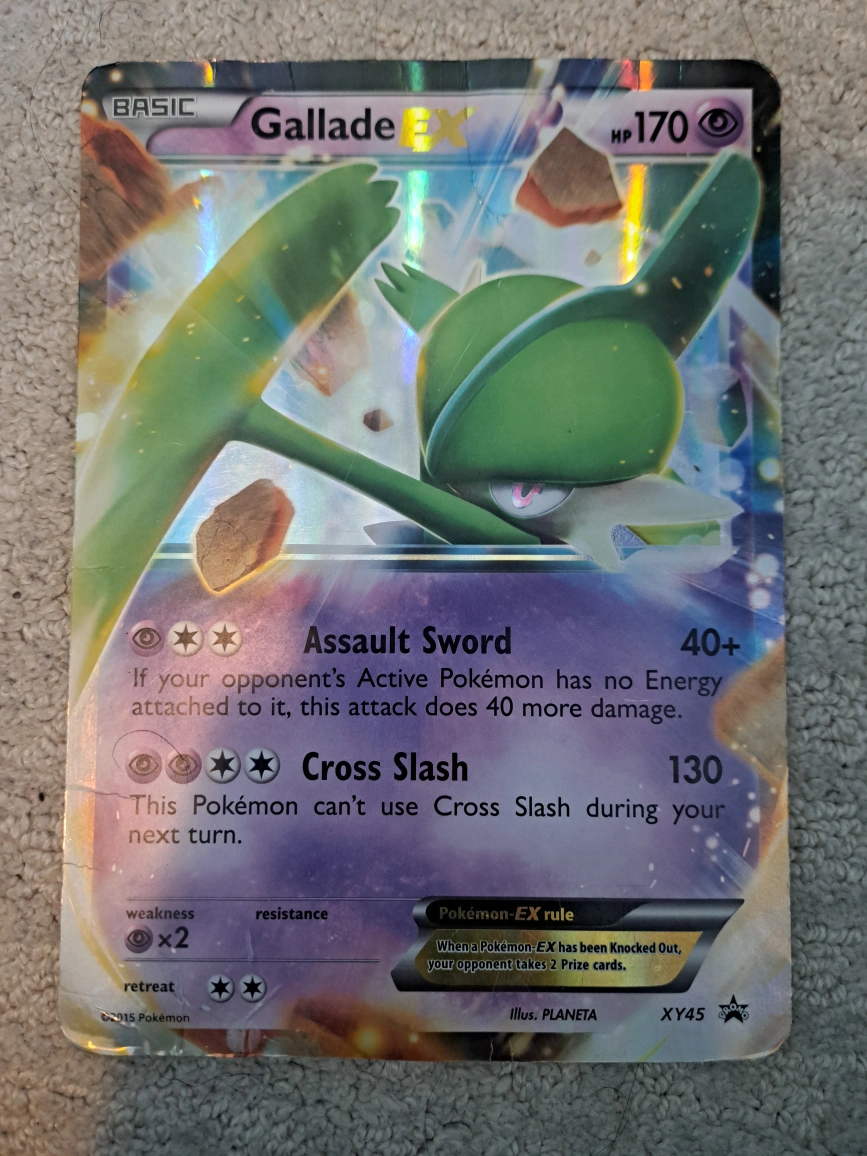 BASIC Gallade EX HP 170
Assault Sword 40+
If your opponent's Active Pokémon has no Energy
attached to it, this attack does 40 more damage.
Cross Slash 130
This Pokémon can't use Cross Slash during your
next turn.
weakness resistance
×2
Pokémon-EX rule
When a Pokémon-EX has been Knocked Out,
your opponent takes 2 Prize cards.
retreat
©2015 Pokémon Illus. PLANETA XY45